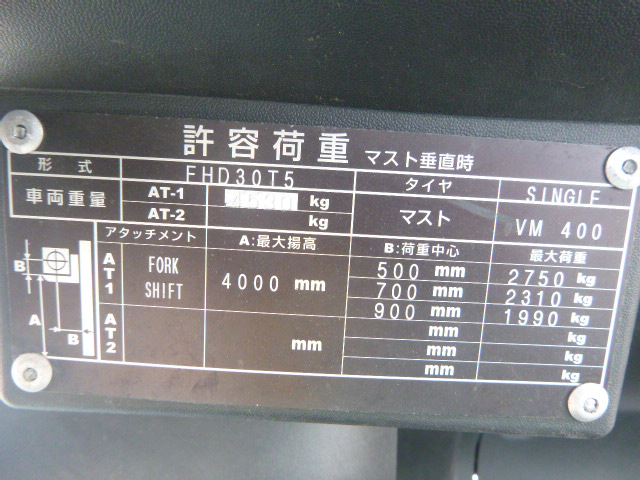 許容荷重 マスト垂直時
形式 FHD30T5 タイヤ SINGLE
車両重量 AT-1 kg マスト VM 400
AT-2 kg
アタッチメント A:最大揚高 B:荷重中心 最大荷重
AT1 FORK SHIFT 4000 mm 500 mm 2750 kg
700 mm 2310 kg
900 mm 1990 kg
AT2 mm mm kg
mm kg
mm kg
B
A
B